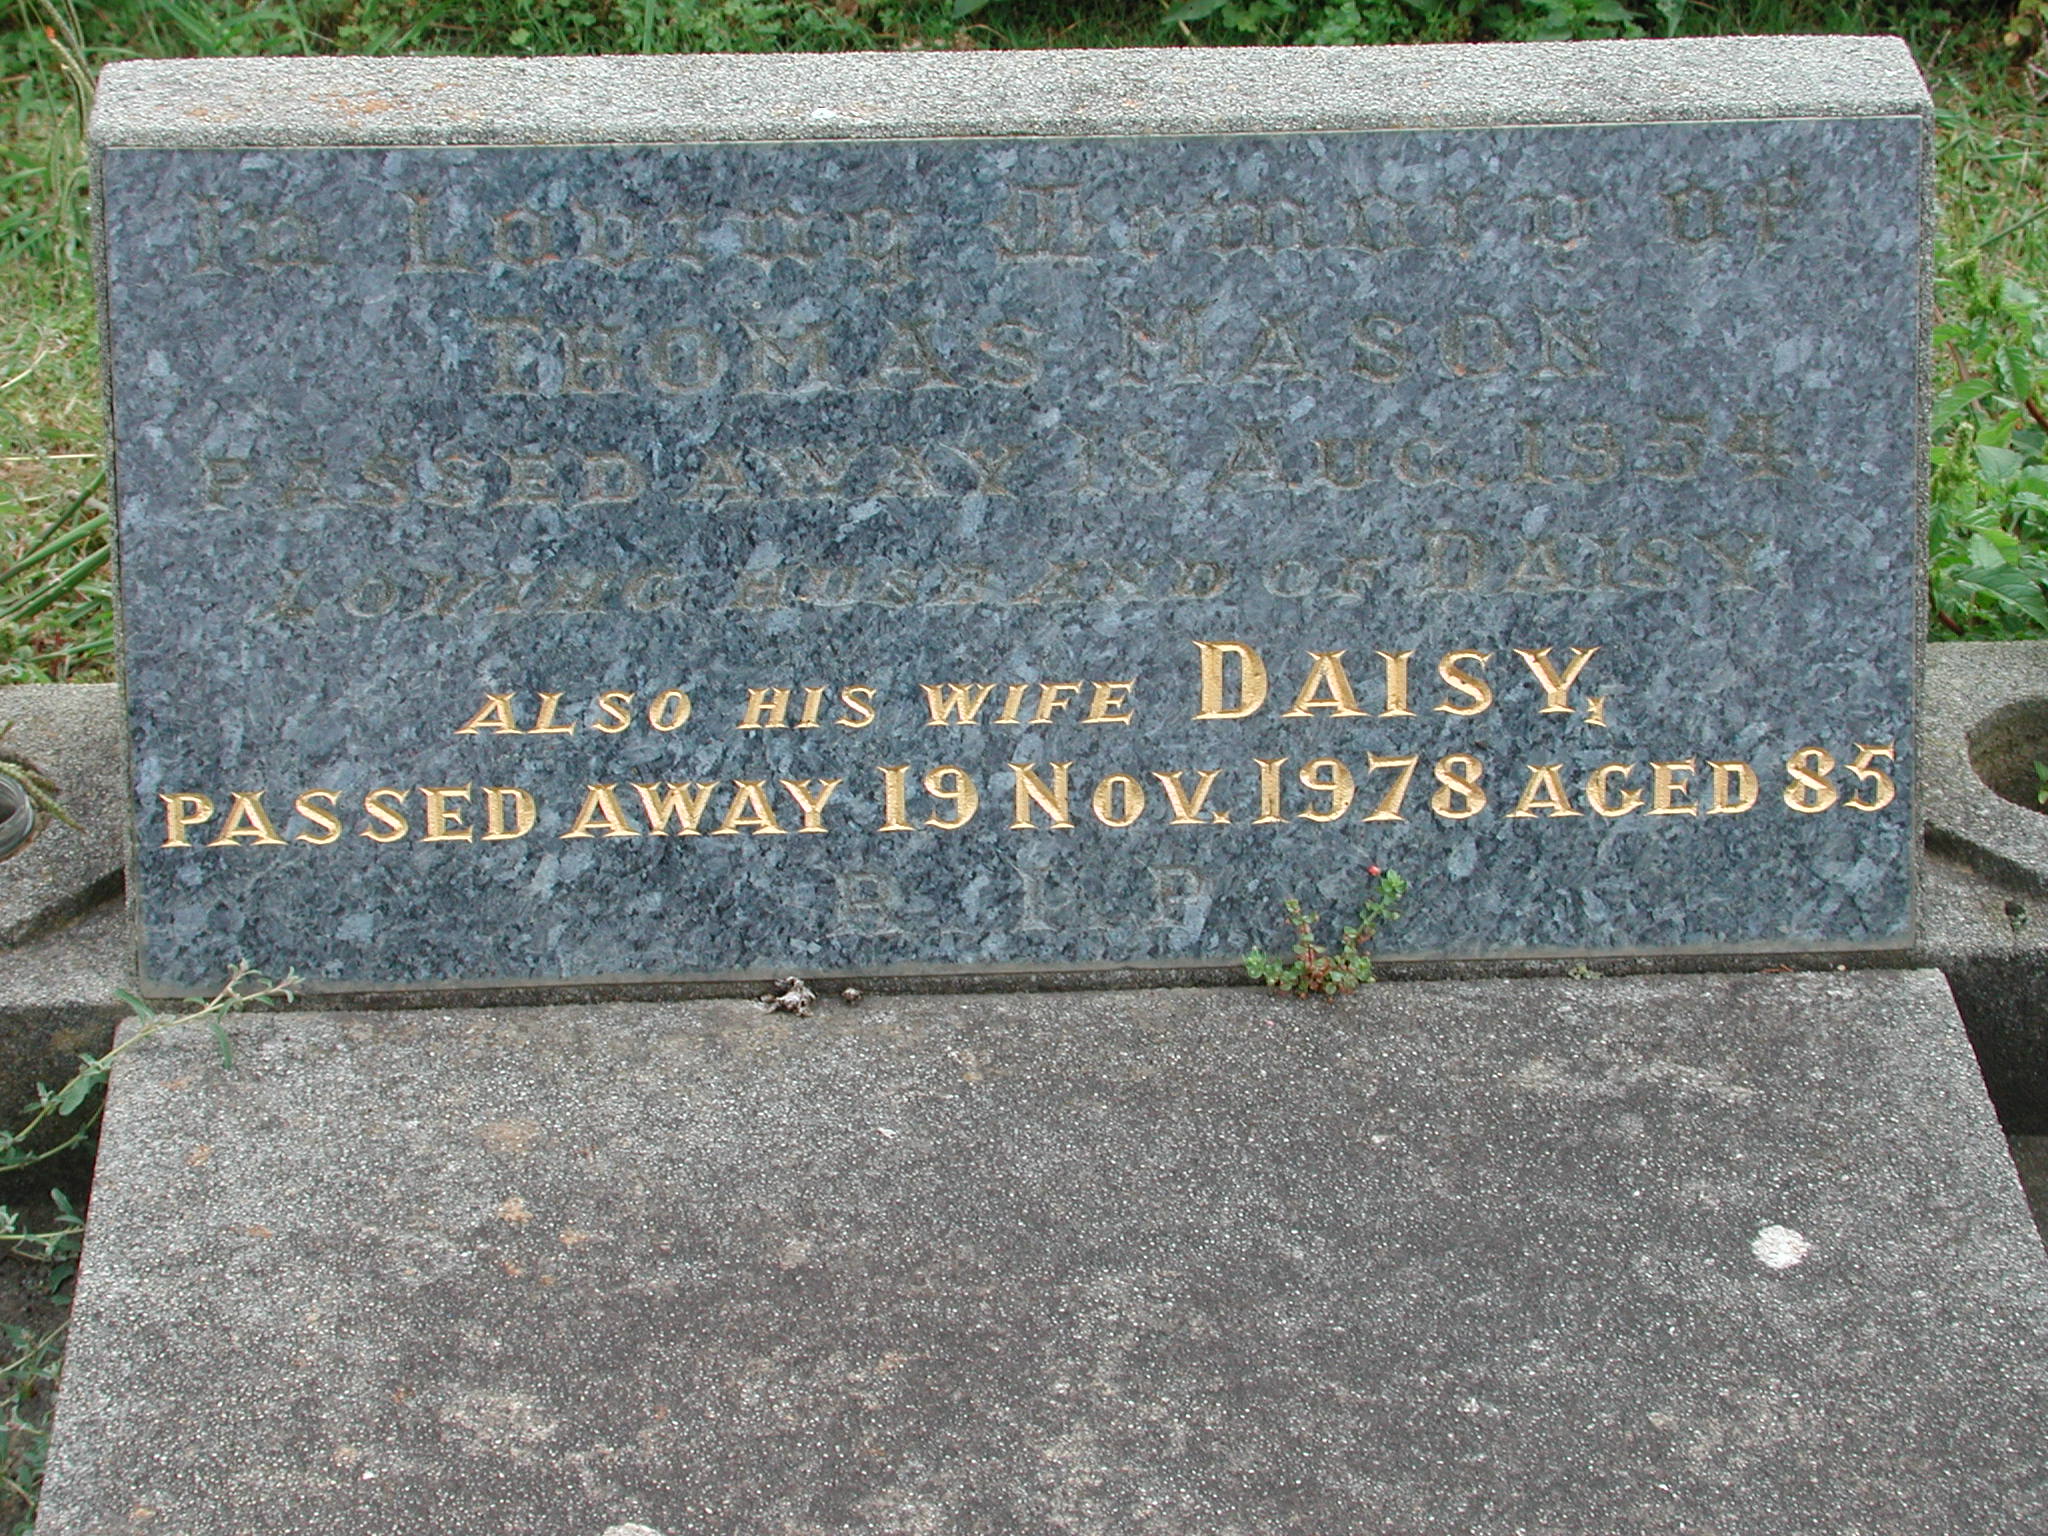 In Loving Memory of
THOMAS MASON
PASSED AWAY 18 AUG. 1954.
LOVING HUSBAND OF DAISY
ALSO HIS WIFE DAISY,
PASSED AWAY 19 NOV. 1978 AGED 85
R. I. P